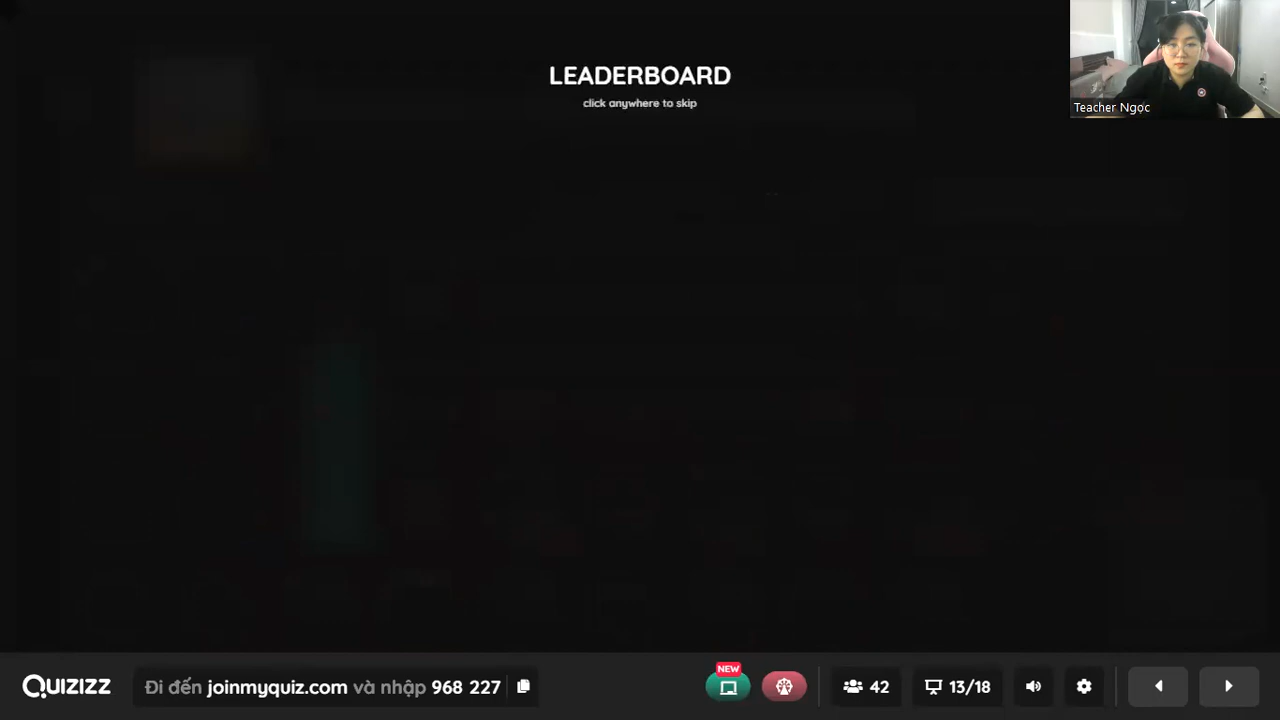 LEADERBOARD
click anywhere to skip
Teacher Ngọc
QUIZIZZ
Đi đến joinmyquiz.com và nhập 968 227
NEW
42
13/18